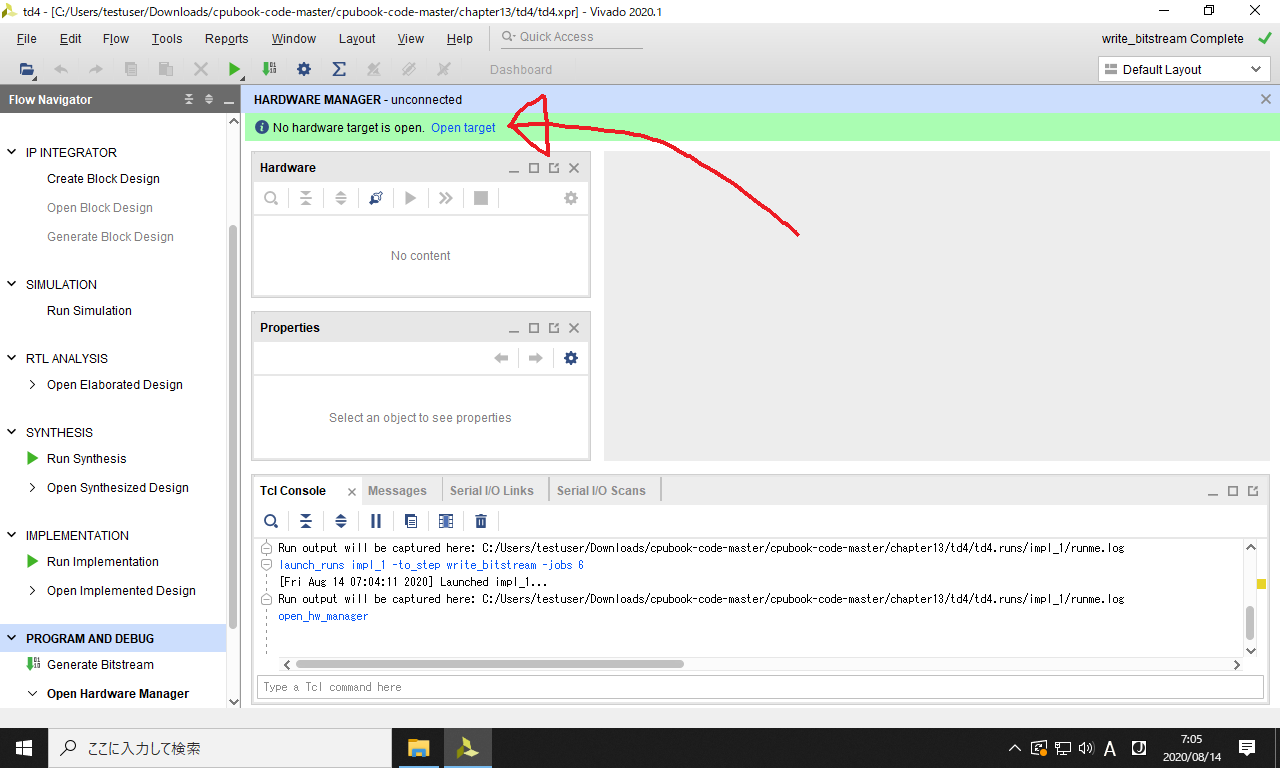 td4 - [C:/Users/testuser/Downloads/cpubook-code-master/cpubook-code-master/chapter13/td4/td4.xpr] - Vivado 2020.1
File Edit Flow Tools Reports Window Layout View Help Quick Access write_bitstream Complete
Dashboard Default Layout
Flow Navigator
HARDWARE MANAGER - unconnected
No hardware target is open. Open target
IP INTEGRATOR
Create Block Design
Open Block Design
Generate Block Design
SIMULATION
Run Simulation
RTL ANALYSIS
Open Elaborated Design
SYNTHESIS
Run Synthesis
Open Synthesized Design
IMPLEMENTATION
Run Implementation
Open Implemented Design
PROGRAM AND DEBUG
Generate Bitstream
Open Hardware Manager
Hardware
No content
Properties
Select an object to see properties
Tcl Console Messages Serial I/O Links Serial I/O Scans
Run output will be captured here: C:/Users/testuser/Downloads/cpubook-code-master/cpubook-code-master/chapter13/td4/td4.runs/impl_1/runme.log
launch_runs impl_1 -to_step write_bitstream -jobs 6
[Fri Aug 14 07:04:11 2020] Launched impl_1...
Run output will be captured here: C:/Users/testuser/Downloads/cpubook-code-master/cpubook-code-master/chapter13/td4/td4.runs/impl_1/runme.log
open_hw_manager
Type a Tcl command here
ここに入力して検索
A
7:05
2020/08/14